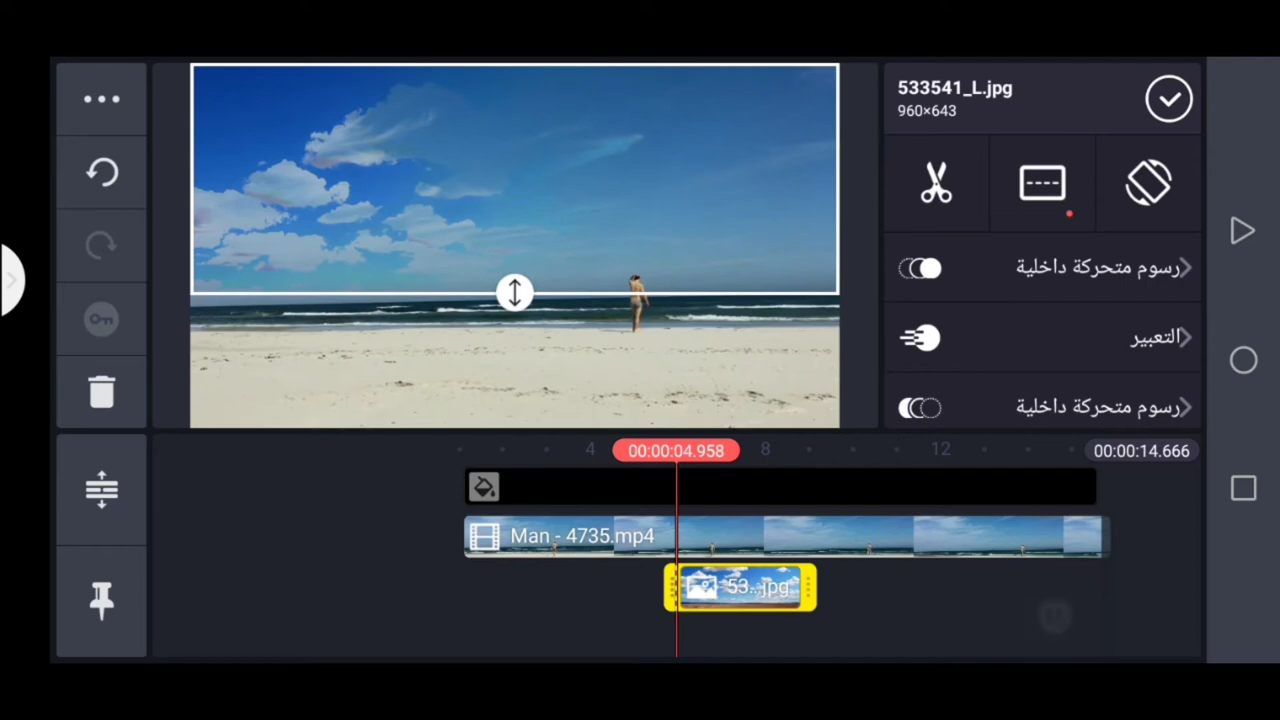 533541_L.jpg
960×643
رسوم متحركة داخلية
التعبير
رسوم متحركة داخلية
4
00:00:04.958
8
12
00:00:14.666
Man - 4735.mp4
53...jpg